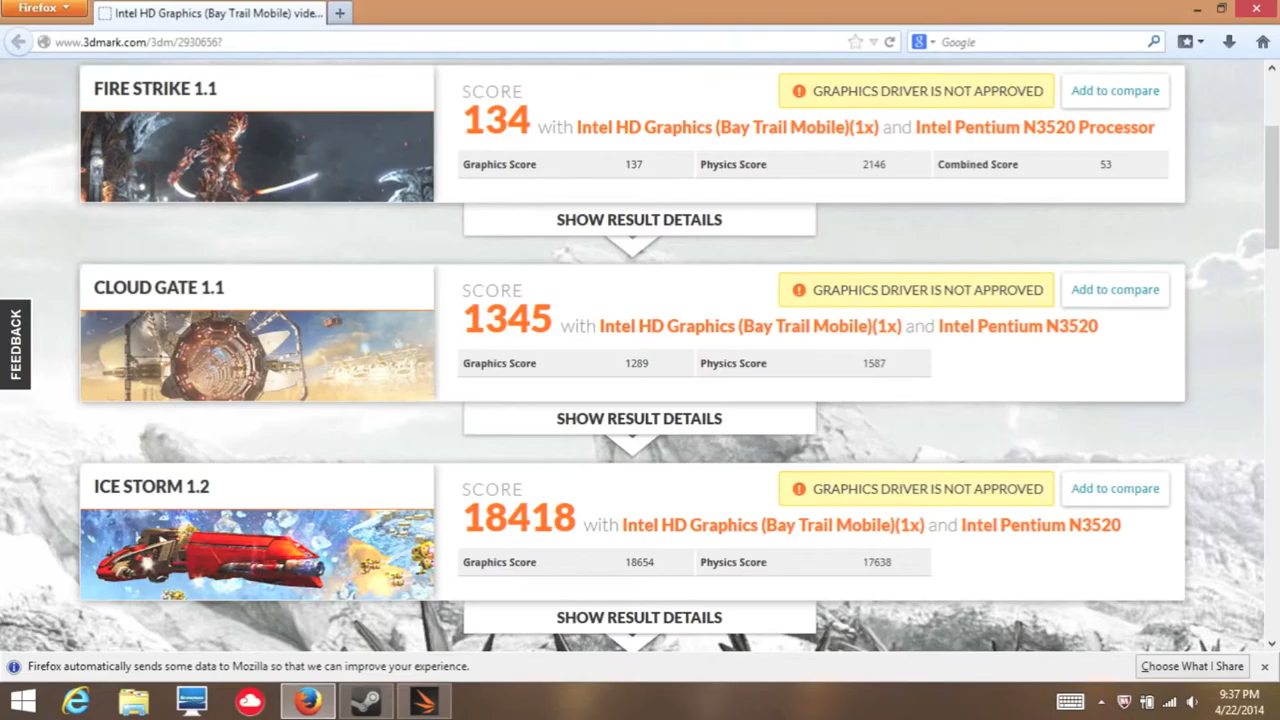 Firefox
Intel HD Graphics (Bay Trail Mobile) vide...
www.3dmark.com/3dm/2930656?
Google
FIRE STRIKE 1.1
SCORE
GRAPHICS DRIVER IS NOT APPROVED
Add to compare
134 with Intel HD Graphics (Bay Trail Mobile)(1x) and Intel Pentium N3520 Processor
Graphics Score 137 Physics Score 2146 Combined Score 53
SHOW RESULT DETAILS
CLOUD GATE 1.1
SCORE
GRAPHICS DRIVER IS NOT APPROVED
Add to compare
1345 with Intel HD Graphics (Bay Trail Mobile)(1x) and Intel Pentium N3520
Graphics Score 1289 Physics Score 1587
SHOW RESULT DETAILS
FEEDBACK
ICE STORM 1.2
SCORE
GRAPHICS DRIVER IS NOT APPROVED
Add to compare
18418 with Intel HD Graphics (Bay Trail Mobile)(1x) and Intel Pentium N3520
Graphics Score 18654 Physics Score 17638
SHOW RESULT DETAILS
Firefox automatically sends some data to Mozilla so that we can improve your experience.
Choose What I Share
9:37 PM
4/22/2014